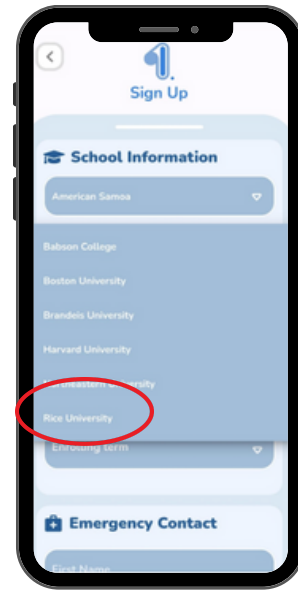 Sign Up
School Information
American Samoa
Babson College
Boston University
Brandeis University
Harvard University
Northeastern University
Rice University
Enrolling term
Emergency Contact
First Name